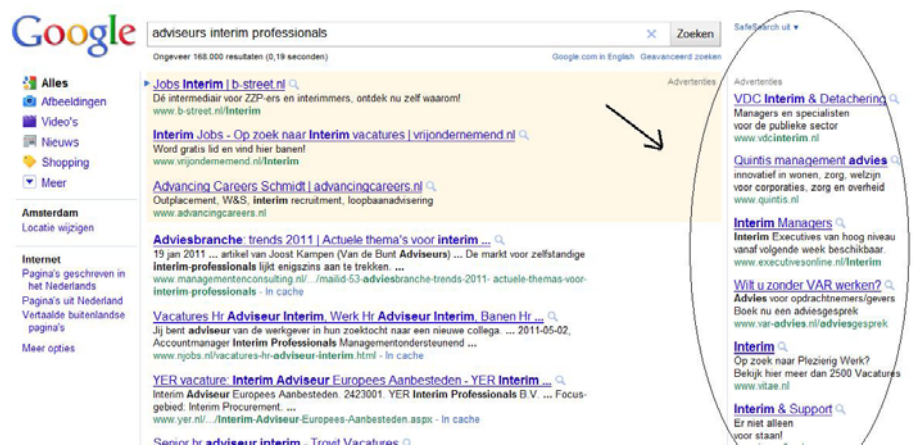 Google
adviseurs interim professionals
Zoeken
Ongeveer 168.000 resultaten (0,19 seconden)
Google.com in English Geavanceerd zoeken
SafeSearch uit
Alles
Afbeeldingen
Video's
Nieuws
Shopping
Meer
Amsterdam
Locatie wijzigen
Internet
Pagina's geschreven in
het Nederlands
Pagina's uit Nederland
Vertaalde buitenlandse
pagina's
Meer opties
Advertenties
Jobs Interim | b-street.nl
Dé intermediair voor ZZP-ers en interimmers, ontdek nu zelf waarom!
www.b-street.nl/Interim
Interim Jobs - Op zoek naar Interim vacatures | vrijondernemend.nl
Word gratis lid en vind hier banen!
www.vrijondernemend.nl/Interim
Advancing Careers Schmidt | advancingcareers.nl
Outplacement, W&S, interim recruitment, loopbaanadvisering
www.advancingcareers.nl
Adviesbranche: trends 2011 | Actuele thema's voor interim ...
19 jan 2011 ... artikel van Joost Kampen (Van de Bunt Adviseurs) ... De markt voor zelfstandige
interim-professionals lijkt enigszins aan te trekken. ...
www.managementenconsulting.nl/.../mailid-53-adviesbranche-trends-2011- actuele-themas-voor-
interim-professionals - In cache
Vacatures Hr Adviseur Interim, Werk Hr Adviseur Interim, Banen Hr ...
Jij bent adviseur van de werkgever in hun zoektocht naar een nieuwe collega. ... 2011-05-02,
Accountmanager Interim Professionals Managementondersteunend ...
www.njobs.nl/vacatures-hr-adviseur-interim.html - In cache
YER vacature: Interim Adviseur Europees Aanbesteden - YER Interim ...
Interim Adviseur Europees Aanbesteden. 2423001. YER Interim Professionals B.V. ... Focus-
gebied: Interim Procurement. ...
www.yer.nl/.../Interim-Adviseur-Europees-Aanbesteden.aspx - In cache
Senior hr adviseur interim - Trovit Vacatures
Advertenties
VDC Interim & Detachering
Managers en specialisten
voor de publieke sector
www.vdcinterim.nl
Quintis management advies
innovatief in wonen, zorg, welzijn
voor corporaties, zorg en overheid
www.quintis.nl
Interim Managers
Interim Executives van hoog niveau
vanaf volgende week beschikbaar.
www.executivesonline.nl/Interim
Wilt u zonder VAR werken?
Advies voor opdrachtnemers/gevers
Boek nu een adviesgesprek
www.var-advies.nl/adviesgesprek
Interim
Op zoek naar Plezierig Werk?
Bekijk hier meer dan 2500 Vacatures
www.vitae.nl
Interim & Support
Er niet alleen
voor staan!